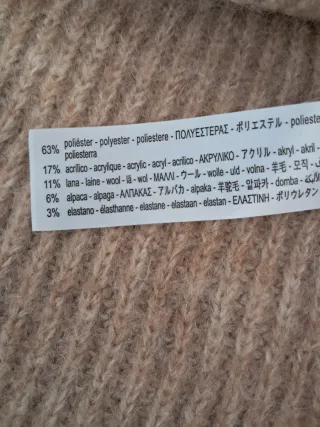 63% poliéster - polyester - poliestere - ΠΟΛΥΕΣΤΕΡΑΣ - ポリエステル - polieste
poliesterra
17% acrílico - acrylique - acrylic - acryl - acrilico - ΑΚΡΥΛΙΚΟ - アクリル - akryl - akril -
11% lana - laine - wool - lã - wol - ΜΑΛΛΙ - ウール - wolle - uld - volna - 羊毛 - 모직 -
6% alpaca - alpaga - ΑΛΠΑΚΑΣ - アルパカ - alpaka - 羊驼毛 - 알파카 - domba -
3% elastano - élasthanne - elastane - elastaan - elastan - ΕΛΑΣΤΙΝΗ - ポリウレタン